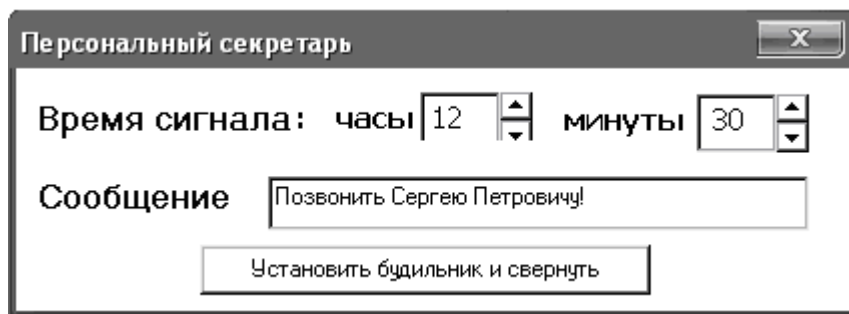 Персональный секретарь
Время сигнала: часы 12 минуты 30
Сообщение Позвонить Сергею Петровичу!
Установить будильник и свернуть